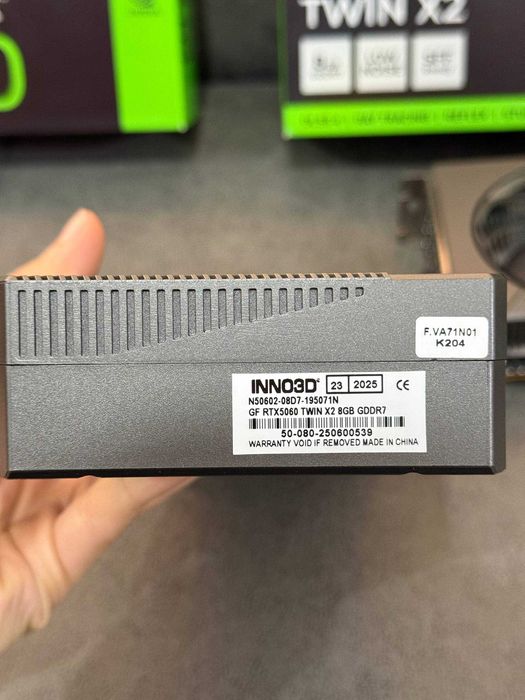 TWIN X2
F.VA71N01
K204
INNO3D 23 2025 CE
N50602-08D7-195071N
GF RTX5060 TWIN X2 8GB GDDR7
50-080-250600539
WARRANTY VOID IF REMOVED MADE IN CHINA